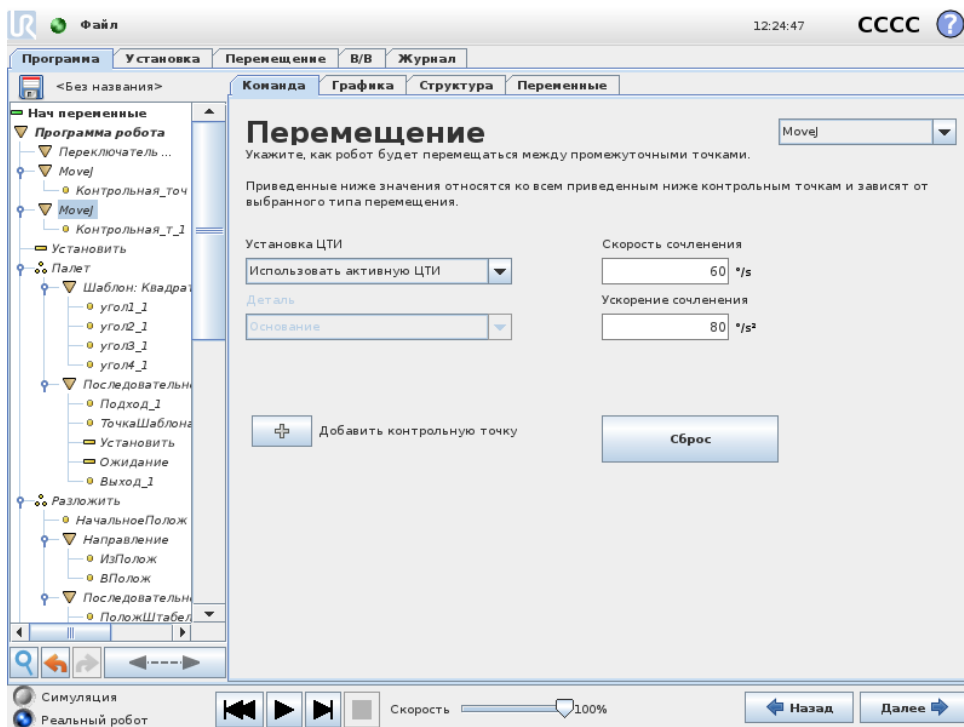 UR Файл 12:24:47 CCCC ?
Программа Установка Перемещение В/В Журнал
<Без названия> Команда Графика Структура Переменные
Нач переменные
Программа робота
Переключатель ...
MoveJ
Контрольная_точ
MoveJ
Контрольная_т_1
Установить
Палет
Шаблон: Квадрат
угол1_1
угол2_1
угол3_1
угол4_1
Последовательн
Подход_1
ТочкаШаблона
Установить
Ожидание
Выход_1
Разложить
НачальноеПолож
Направление
ИзПолож
ВПолож
Последовательн
ПоложШтабел
Перемещение
MoveJ
Укажите, как робот будет перемещаться между промежуточными точками.
Приведенные ниже значения относятся ко всем приведенным ниже контрольным точкам и зависят от
выбранного типа перемещения.
Установка ЦТИ
Использовать активную ЦТИ
Деталь
Основание
Скорость сочленения
60 °/s
Ускорение сочленения
80 °/s²
Добавить контрольную точку
Сброс
Симуляция
Реальный робот
Скорость 100%
Назад
Далее